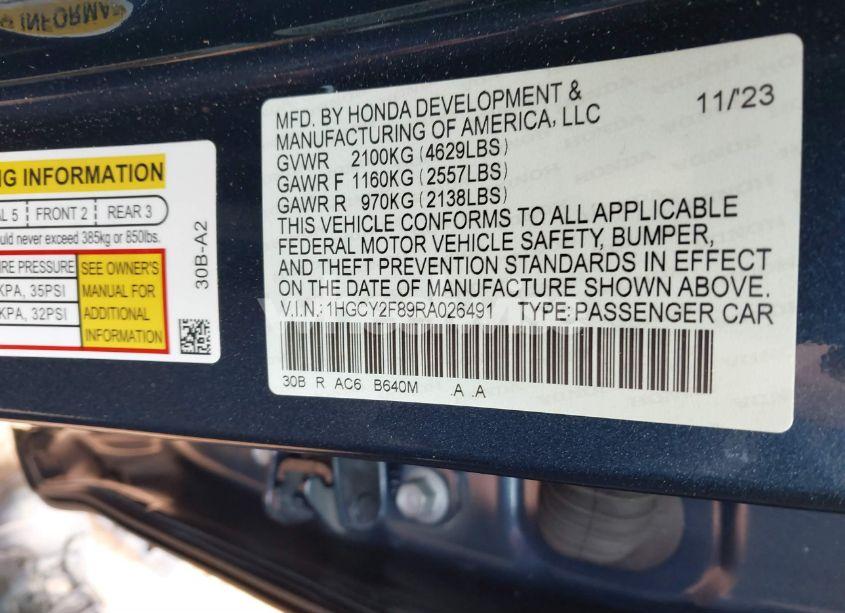 INFORMA
NG INFORMATION
AL 5 | FRONT 2 | REAR 3
ould never exceed 385kg or 850lbs.
IRE PRESSURE
KPA, 35PSI
KPA, 32PSI
SEE OWNER'S
MANUAL FOR
ADDITIONAL
INFORMATION
30B-A2
MFD. BY HONDA DEVELOPMENT & 11/'23
MANUFACTURING OF AMERICA, LLC
GVWR 2100KG (4629LBS)
GAWR F 1160KG (2557LBS)
GAWR R 970KG (2138LBS)
THIS VEHICLE CONFORMS TO ALL APPLICABLE
FEDERAL MOTOR VEHICLE SAFETY, BUMPER,
AND THEFT PREVENTION STANDARDS IN EFFECT
ON THE DATE OF MANUFACTURE SHOWN ABOVE.
V.I.N.: 1HGCY2F89RA026491 TYPE: PASSENGER CAR
30B R AC6 B640M .A .A